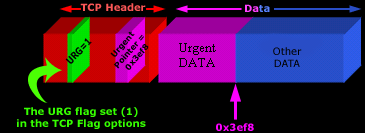 TCP Header
Data
URG=1
Urgent
Pointer =
0x3ef8
Urgent
DATA
Other
DATA
The URG flag set (1)
in the TCP Flag options
0x3ef8